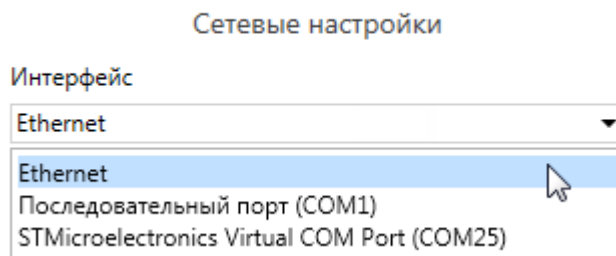 Сетевые настройки
Интерфейс
Ethernet
Ethernet
Последовательный порт (COM1)
STMicroelectronics Virtual COM Port (COM25)